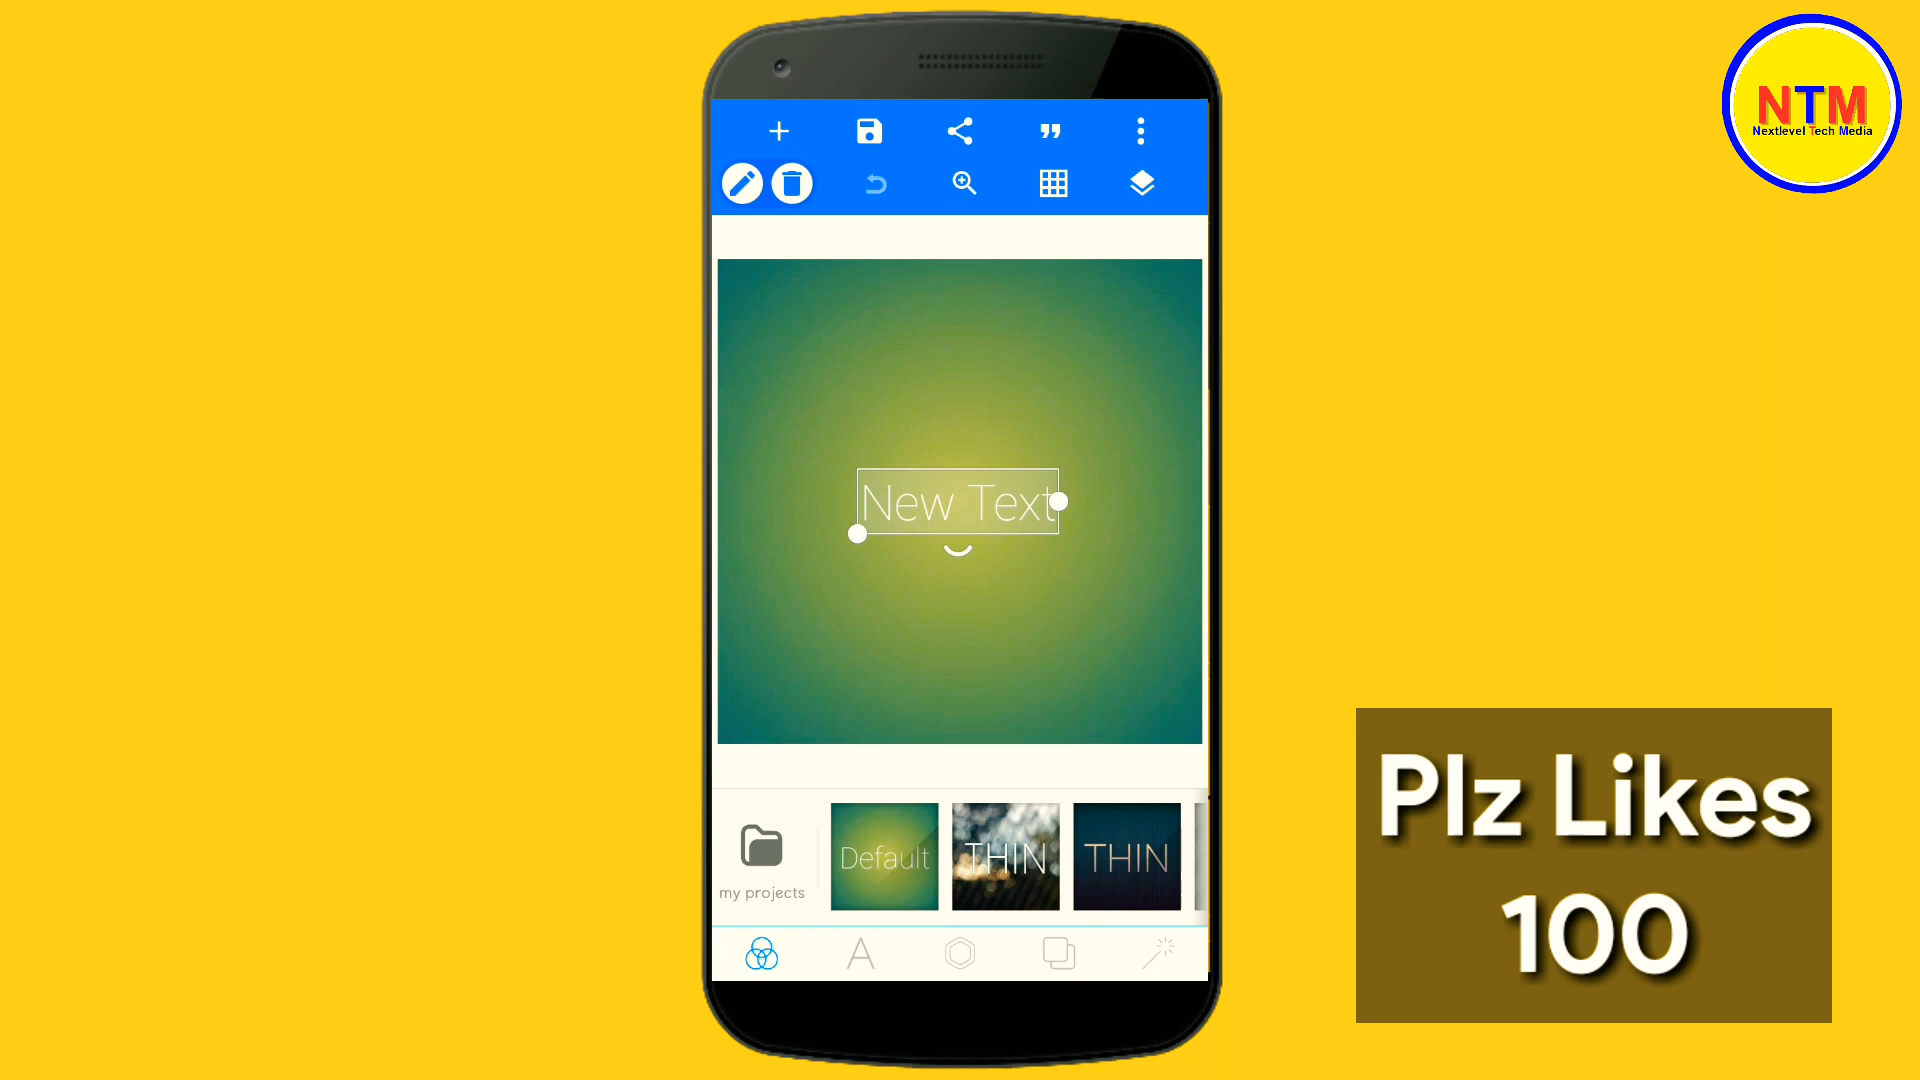 NTM
Nextlevel Tech Media
New Text
my projects
Default
THIN
THIN
A
Plz Likes
100